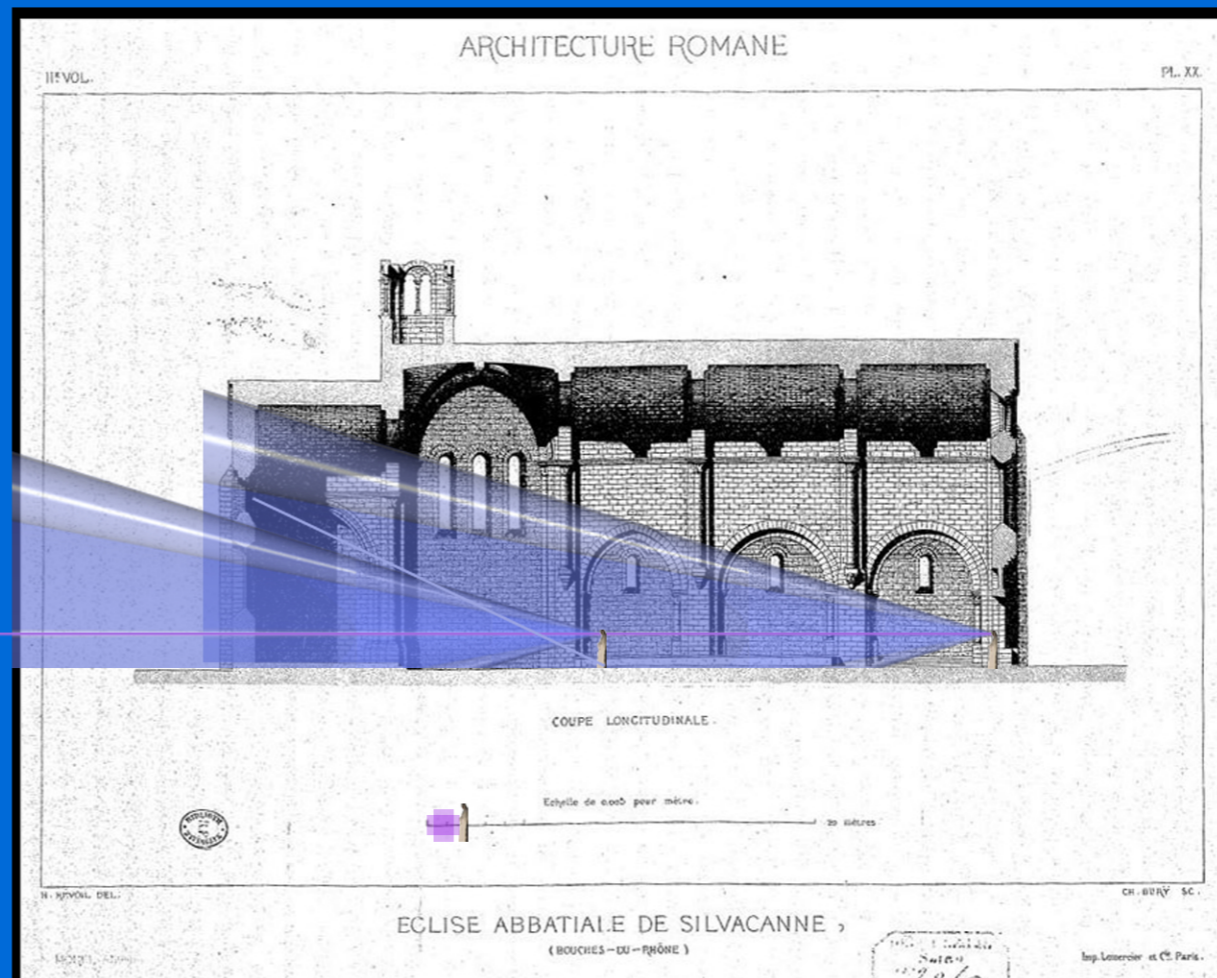 ARCHITECTURE ROMANE
IIe VOL.
PL. XX.
COUPE LONGITUDINALE.
Echelle de 0.005 pour mètre.
20 mètres
H. REVOIL DEL.
CH. BURY SC.
EGLISE ABBATIALE DE SILVACANNE,
(BOUCHES-DU-RHÔNE)
Imp. Lemercier et Cie Paris.